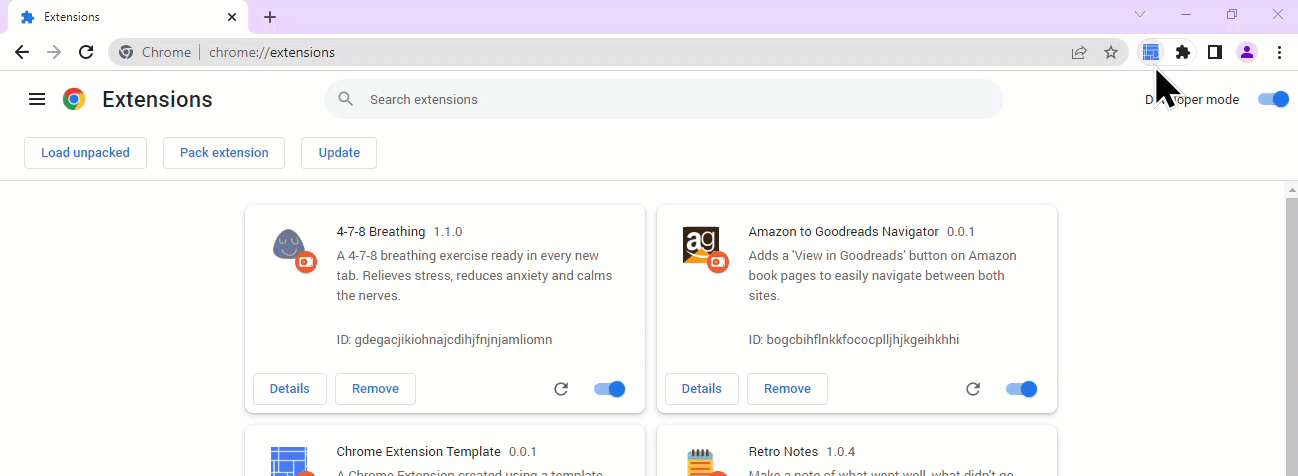 Extensions
Chrome
chrome://extensions
Extensions
Search extensions
Developer mode
Load unpacked
Pack extension
Update
4-7-8 Breathing 1.1.0
A 4-7-8 breathing exercise ready in every new
tab. Relieves stress, reduces anxiety and calms
the nerves.
ID: gdegacjikiohnajcdihjfnjnjamliomn
Details
Remove
ag
Amazon to Goodreads Navigator 0.0.1
Adds a 'View in Goodreads' button on Amazon
book pages to easily navigate between both
sites.
ID: bogcbihflnkkfococplljhjkgeihkhhi
Details
Remove
Chrome Extension Template 0.0.1
A Chrome Extension created using a template
Retro Notes 1.0.4
Make a note of what went well, what didn't go